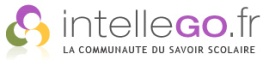 intelleGO.fr
LA COMMUNAUTE DU SAVOIR SCOLAIRE